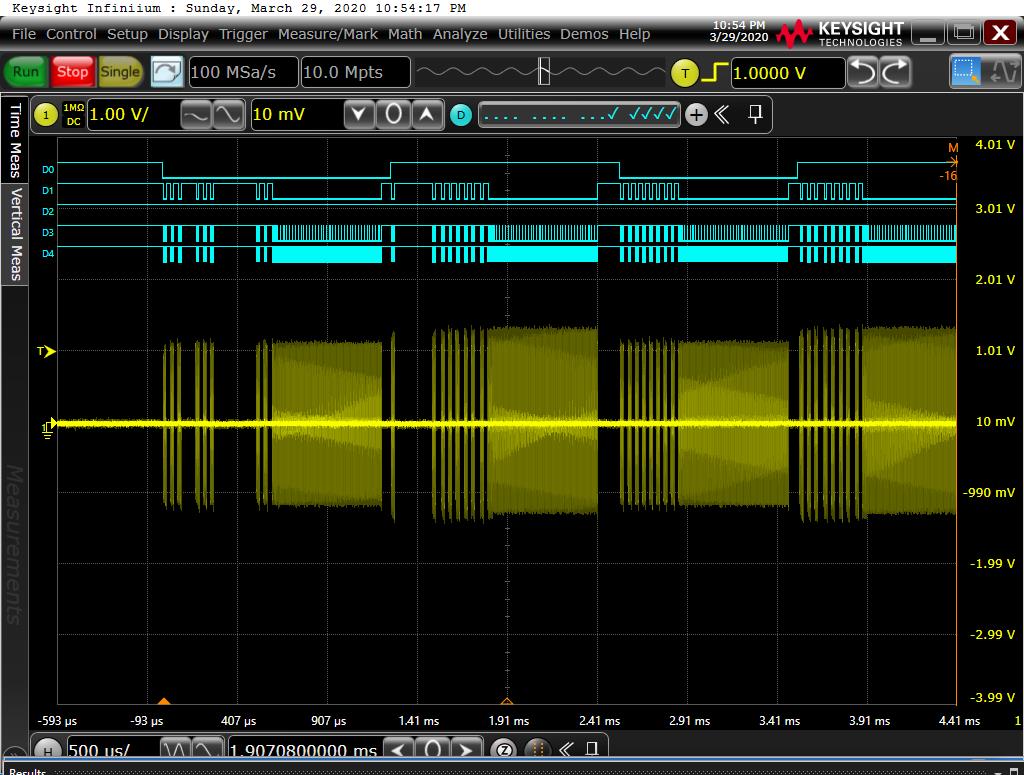 Keysight Infiniium : Sunday, March 29, 2020 10:54:17 PM
File Control Setup Display Trigger Measure/Mark Math Analyze Utilities Demos Help
10:54 PM
3/29/2020
KEYSIGHT
TECHNOLOGIES
X
Run Stop Single 100 MSa/s 10.0 Mpts T 1.0000 V
Time Meas
Vertical Meas
Measurements
1 1MΩ DC 1.00 V/ 10 mV 0 D
D0
D1
D2
D3
D4
M
-16
T
4.01 V
3.01 V
2.01 V
1.01 V
10 mV
-990 mV
-1.99 V
-2.99 V
-3.99 V
-593 µs -93 µs 407 µs 907 µs 1.41 ms 1.91 ms 2.41 ms 2.91 ms 3.41 ms 3.91 ms 4.41 ms 1
H 500 us/ 1.9070800000 ms 0 Z
Results